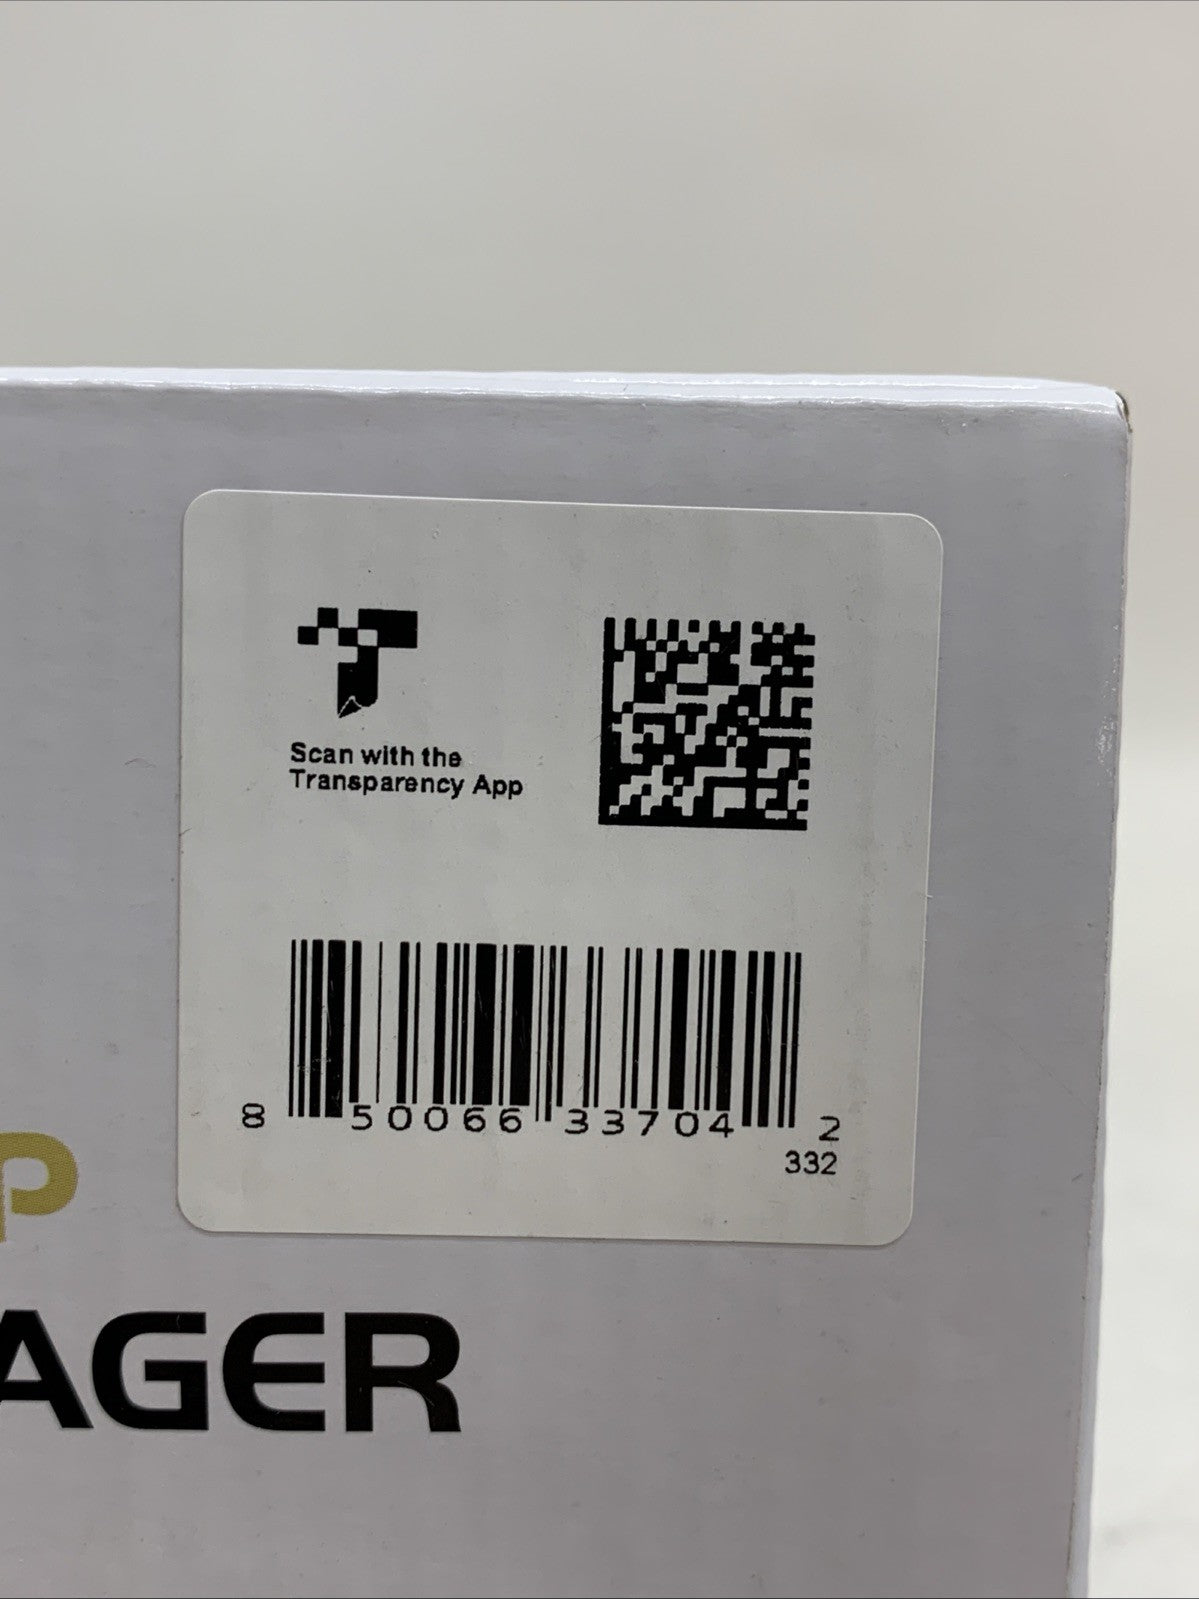 Scan with the
Transparency App
8 50066 33704 2
332
P
AGER